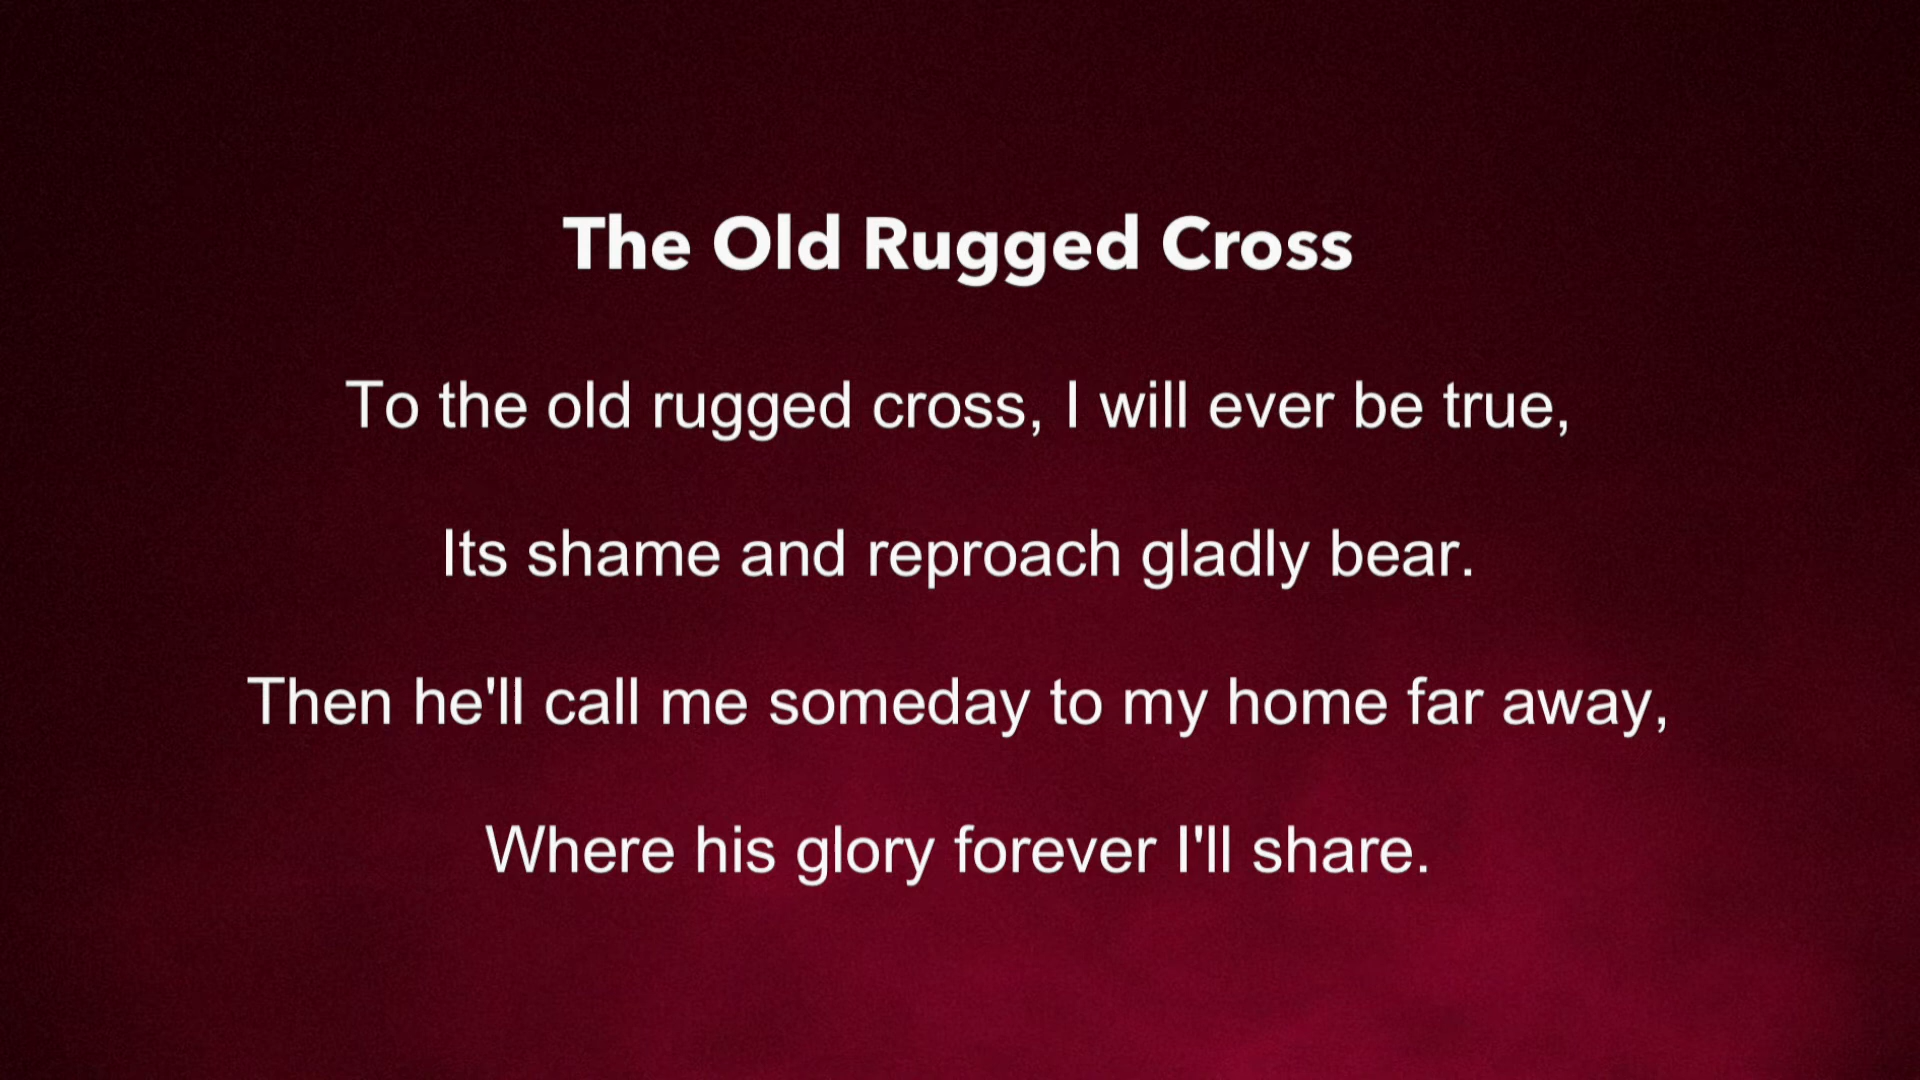 The Old Rugged Cross
To the old rugged cross, I will ever be true,
Its shame and reproach gladly bear.
Then he'll call me someday to my home far away,
Where his glory forever I'll share.